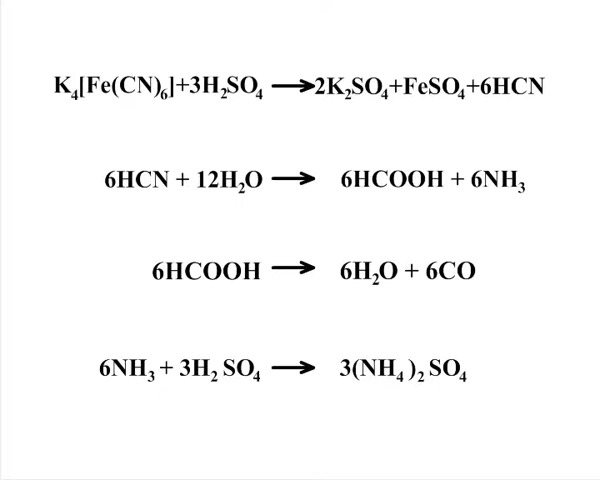 K₄[Fe(CN)₆]+3H₂SO₄ ⟶2K₂SO₄+FeSO₄+6HCN
6HCN + 12H₂O ⟶ 6HCOOH + 6NH₃
6HCOOH ⟶ 6H₂O + 6CO
6NH₃ + 3H₂ SO₄ ⟶ 3(NH₄ )₂ SO₄